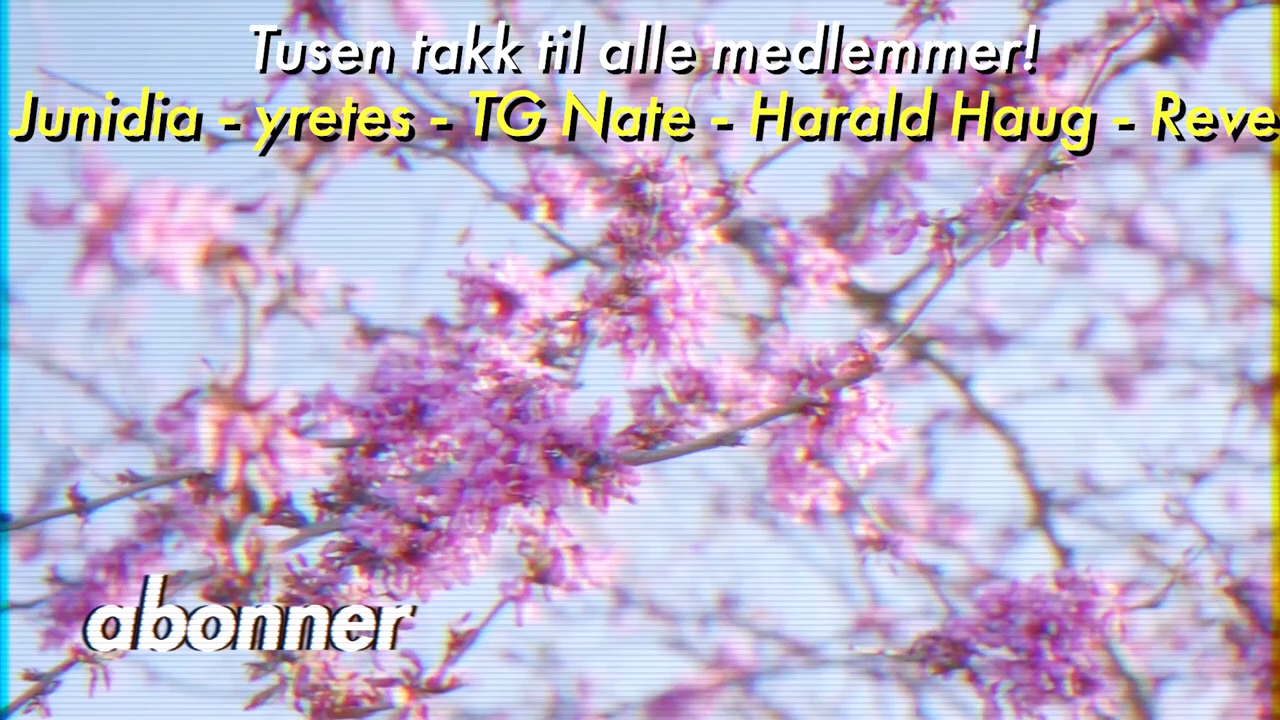 Tusen takk til alle medlemmer!
Junidia - yretes - TG Nate - Harald Haug - Reve
abonner